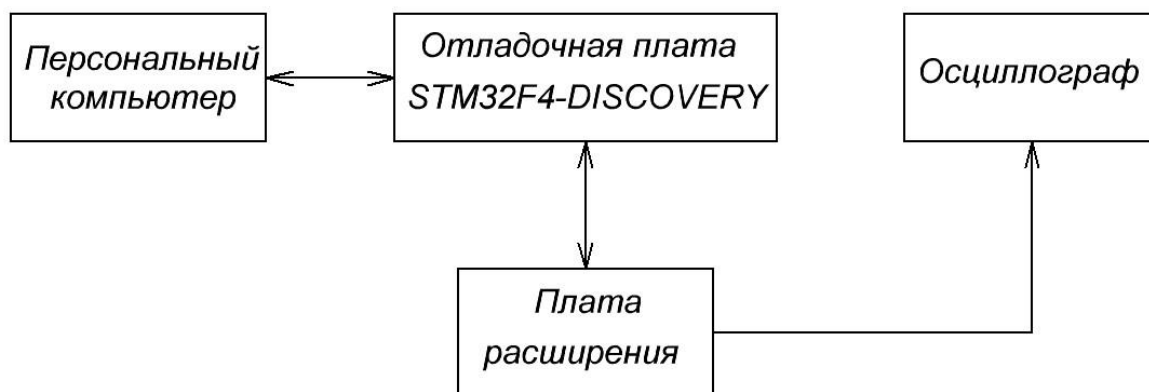 Персональный
компьютер
Отладочная плата
STM32F4-DISCOVERY
Осциллограф
Плата
расширения